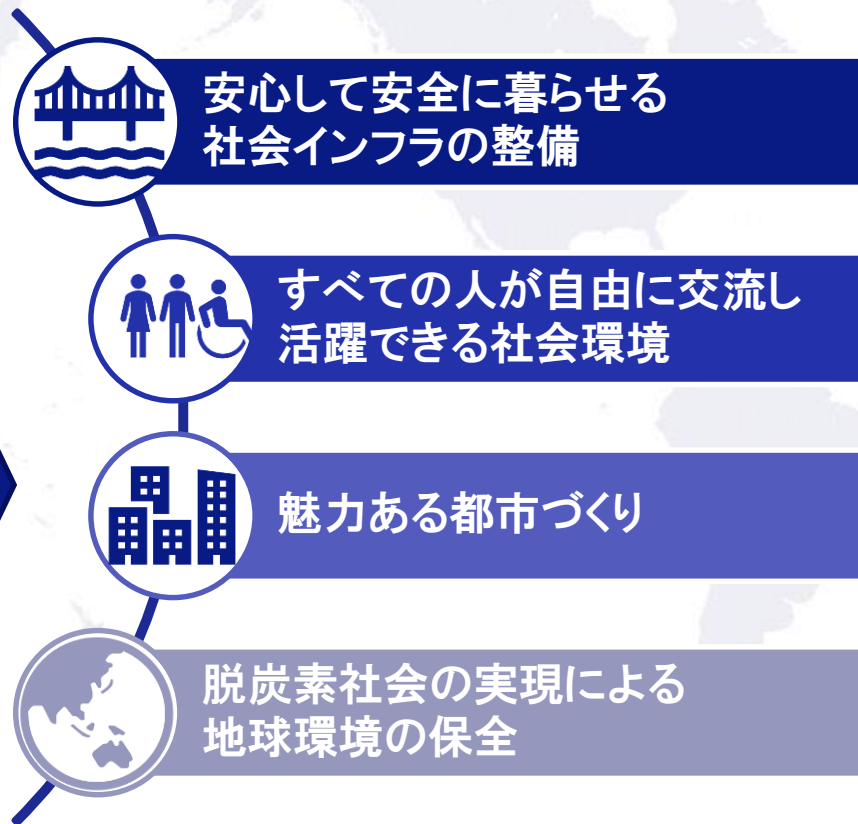 安心して安全に暮らせる
社会インフラの整備
すべての人が自由に交流し
活躍できる社会環境
魅力ある都市づくり
脱炭素社会の実現による
地球環境の保全